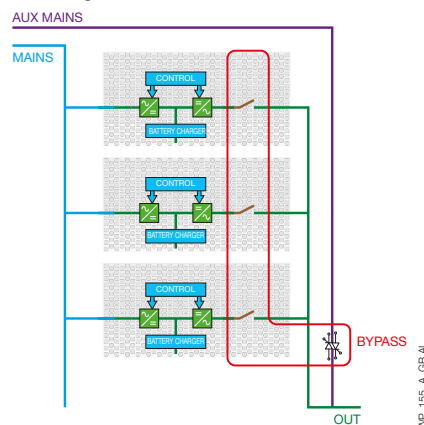 AUX MAINS
MAINS
CONTROL
BATTERY CHARGER
CONTROL
BATTERY CHARGER
CONTROL
BATTERY CHARGER
BYPASS
OUT